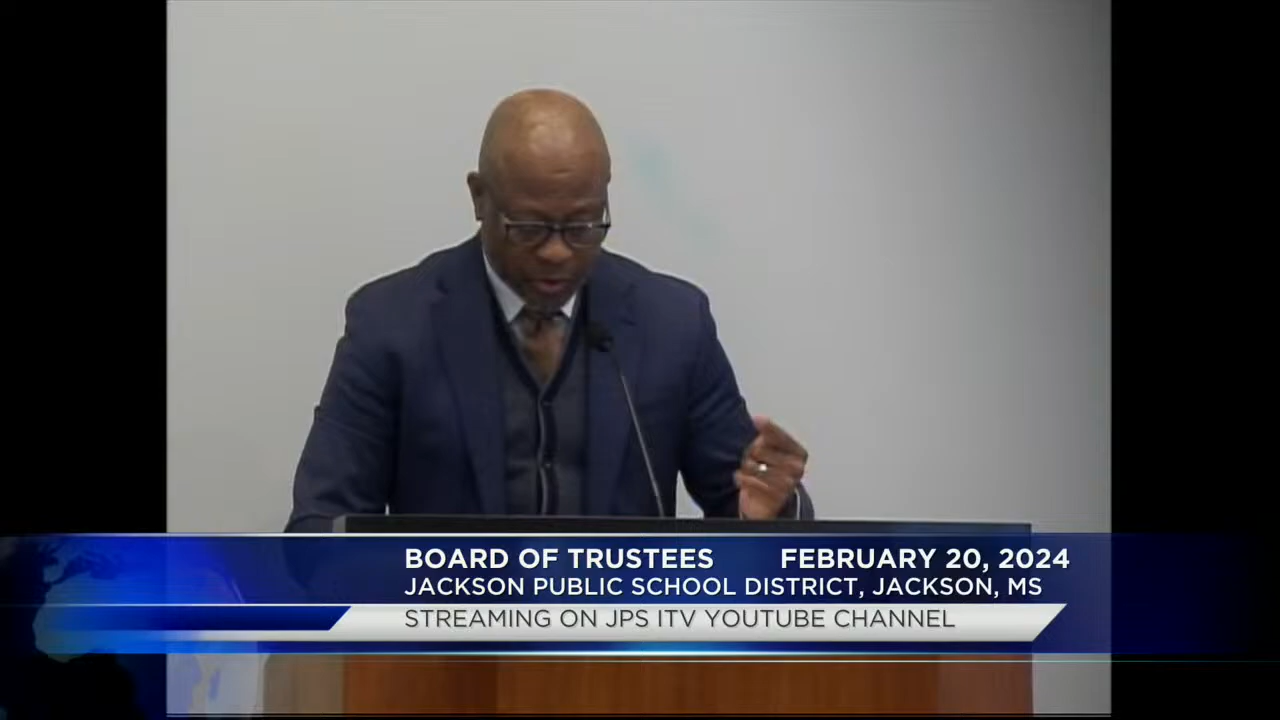 BOARD OF TRUSTEES FEBRUARY 20, 2024
JACKSON PUBLIC SCHOOL DISTRICT, JACKSON, MS
STREAMING ON JPS ITV YOUTUBE CHANNEL